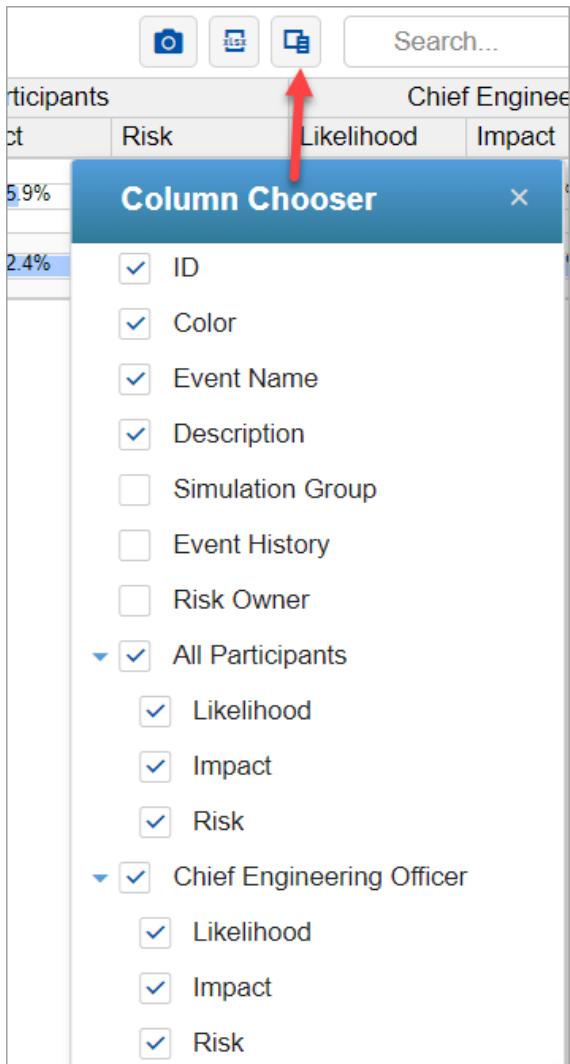 xlsx
Search...
rticipants Chief Enginee
ct Risk Likelihood Impact
5.9%
Column Chooser
2.4%
ID
Color
Event Name
Description
Simulation Group
Event History
Risk Owner
All Participants
Likelihood
Impact
Risk
Chief Engineering Officer
Likelihood
Impact
Risk